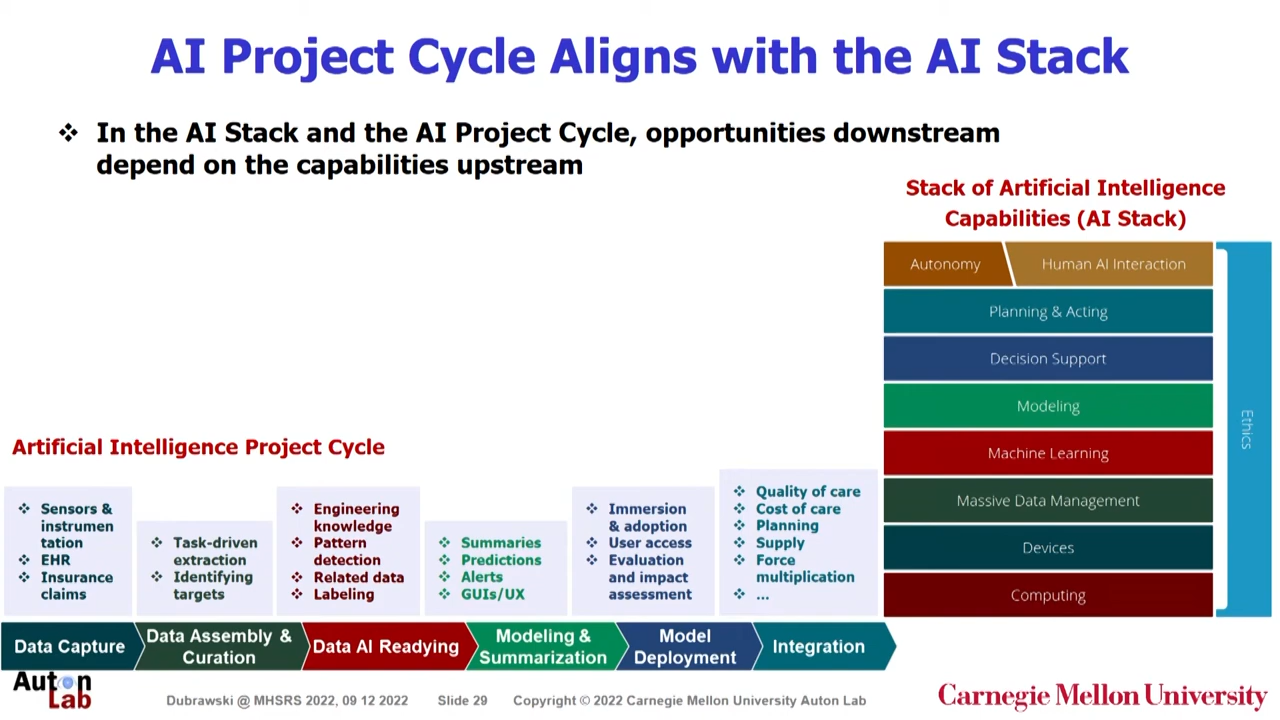 AI Project Cycle Aligns with the AI Stack
❖ In the AI Stack and the AI Project Cycle, opportunities downstream
depend on the capabilities upstream
Stack of Artificial Intelligence
Capabilities (AI Stack)
Autonomy
Human AI Interaction
Planning & Acting
Decision Support
Modeling
Machine Learning
Massive Data Management
Devices
Computing
Ethics
Artificial Intelligence Project Cycle
❖ Sensors &
instrumen
tation
❖ EHR
❖ Insurance
claims
❖ Task-driven
extraction
❖ Identifying
targets
❖ Engineering
knowledge
❖ Pattern
detection
❖ Related data
❖ Labeling
❖ Summaries
❖ Predictions
❖ Alerts
❖ GUIs/UX
❖ Immersion
& adoption
❖ User access
❖ Evaluation
and impact
assessment
❖ Quality of care
❖ Cost of care
❖ Planning
❖ Supply
❖ Force
multiplication
❖ ...
Data Capture
Data Assembly &
Curation
Data AI Readying
Modeling &
Summarization
Model
Deployment
Integration
Auton
Lab
Dubrawski @ MHSRS 2022, 09 12 2022
Slide 29
Copyright © 2022 Carnegie Mellon University Auton Lab
Carnegie Mellon University